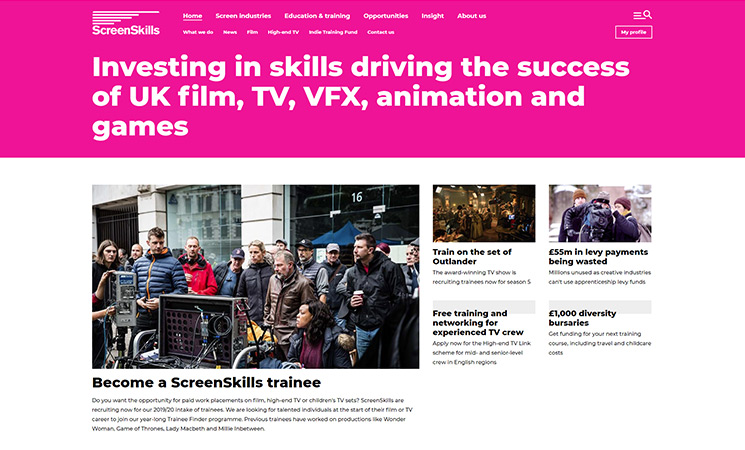 ScreenSkills
Home Screen industries Education & training Opportunities Insight About us
What we do News Film High-end TV Indie Training Fund Contact us
My profile
Investing in skills driving the success
of UK film, TV, VFX, animation and
games
16
Become a ScreenSkills trainee
Do you want the opportunity for paid work placements on film, high-end TV or children's TV sets? ScreenSkills are
recruiting now for our 2019/20 intake of trainees. We are looking for talented individuals at the start of their film or TV
career to join our year-long Trainee Finder programme. Previous trainees have worked on productions like Wonder
Woman, Game of Thrones, Lady Macbeth and Millie Inbetween.
Train on the set of
Outlander
The award-winning TV show is
recruiting trainees now for season 5
£55m in levy payments
being wasted
Millions unused as creative industries
can't use apprenticeship levy funds
Free training and
networking for
experienced TV crew
Apply now for the High-end TV Link
scheme for mid- and senior-level
crew in English regions
£1,000 diversity
bursaries
Get funding for your next training
course, including travel and childcare
costs